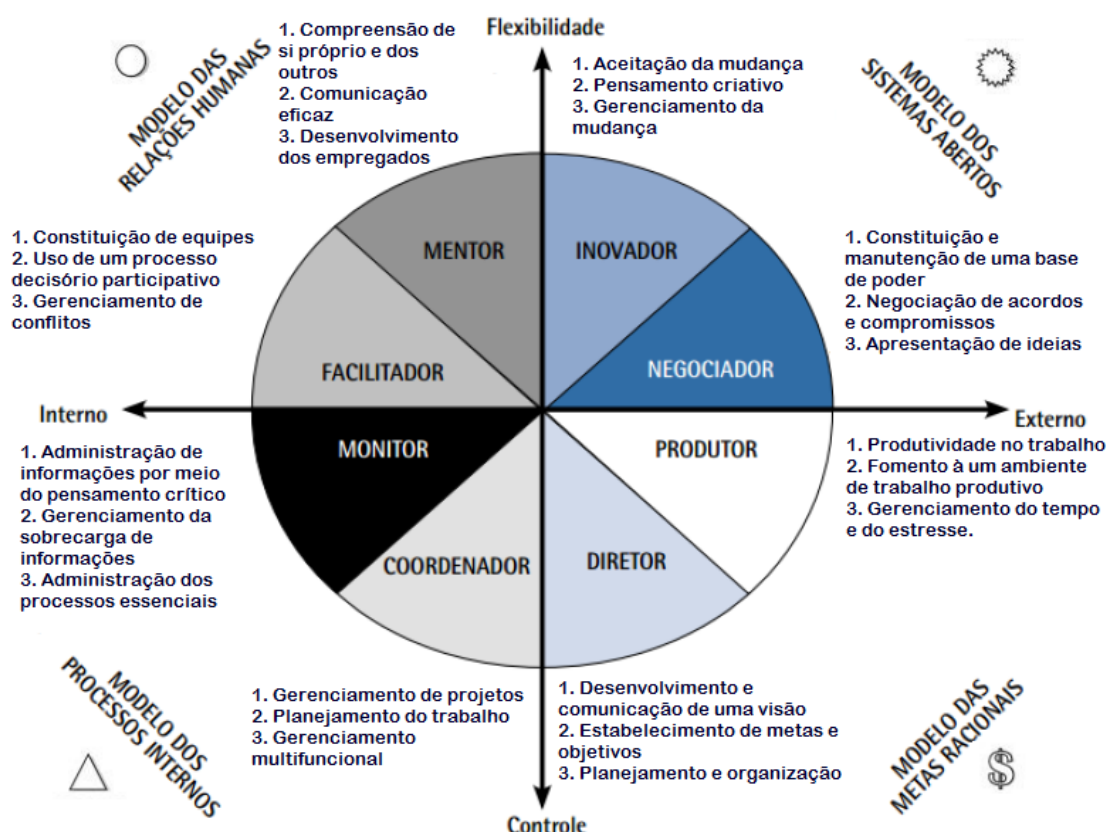 Flexibilidade
MODELO DAS
RELAÇÕES HUMANAS
1. Compreensão de
si próprio e dos
outros
2. Comunicação
eficaz
3. Desenvolvimento
dos empregados
1. Aceitação da mudança
2. Pensamento criativo
3. Gerenciamento da
mudança
MODELO DOS
SISTEMAS ABERTOS
1. Constituição de equipes
2. Uso de um processo
decisório participativo
3. Gerenciamento de
conflitos
MENTOR
INOVADOR
1. Constituição e
manutenção de uma base
de poder
2. Negociação de acordos
e compromissos
3. Apresentação de ideias
FACILITADOR
NEGOCIADOR
Interno
Externo
1. Administração de
informações por meio
do pensamento crítico
2. Gerenciamento da
sobrecarga de
informações
3. Administração dos
processos essenciais
MONITOR
PRODUTOR
1. Produtividade no trabalho
2. Fomento à um ambiente
de trabalho produtivo
3. Gerenciamento do tempo
e do estresse.
COORDENADOR
DIRETOR
MODELO DOS
PROCESSOS INTERNOS
1. Gerenciamento de projetos
2. Planejamento do trabalho
3. Gerenciamento
multifuncional
1. Desenvolvimento e
comunicação de uma visão
2. Estabelecimento de metas e
objetivos
3. Planejamento e organização
MODELO DAS
METAS RACIONAIS
$
Controle